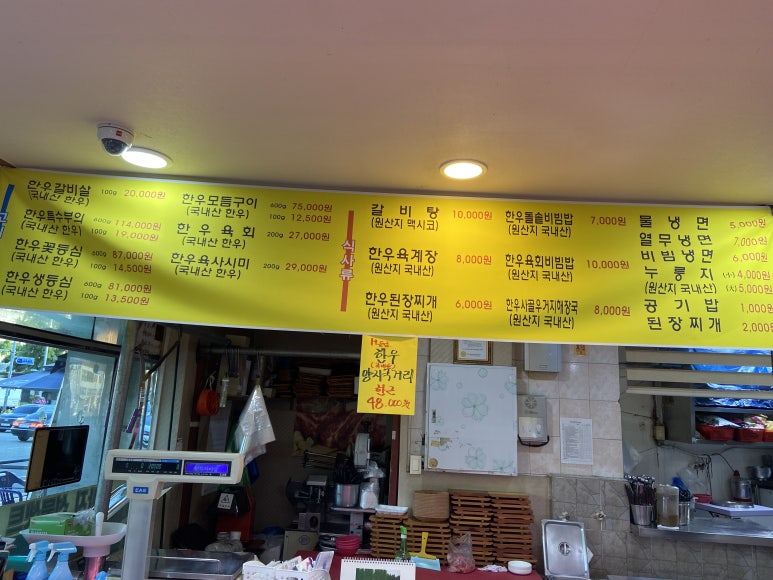 한우갈비살 100g 20,000원
(국내산 한우)
한우특수부위 600g 114,000원
(국내산 한우) 100g 19,000원
한우꽃등심 600g 87,000원
(국내산 한우) 100g 14,500원
한우생등심 600g 81,000원
(국내산 한우) 100g 13,500원
한우모듬구이 600g 75,000원
(국내산 한우) 100g 12,500원
한우육회 200g 27,000원
(국내산 한우)
한우육사시미 200g 29,000원
(국내산 한우)
식사류
갈비탕 10,000원
(원산지 맥시코)
한우육계장 8,000원
(원산지 국내산)
한우된장찌개 6,000원
(원산지 국내산)
한우돌솥비빔밥 7,000원
(원산지 국내산)
한우육회비빔밥 10,000원
(원산지 국내산)
한우사골우거지해장국 8,000원
(원산지 국내산)
물냉면 5,000원
열무냉면 7,000원
비빔냉면 6,000원
누룽지 (소)4,000원
(원산지 국내산) (대)5,000원
공기밥 1,000원
된장찌개 2,000원
한우
양지국거리
한근
48,000원
CAS